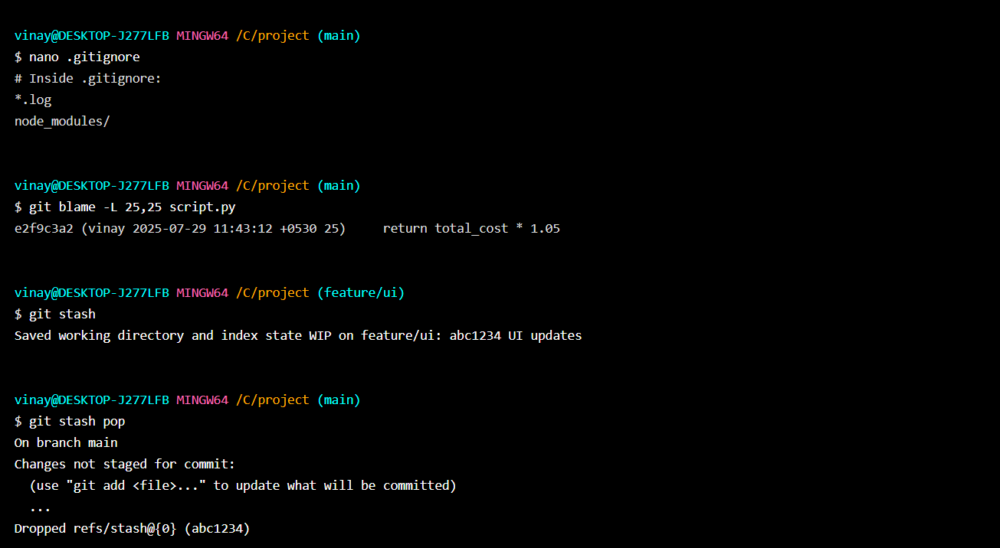 vinay@DESKTOP-J277LFB MINGW64 /C/project (main)
$ nano .gitignore
# Inside .gitignore:
*.log
node_modules/
vinay@DESKTOP-J277LFB MINGW64 /C/project (main)
$ git blame -L 25,25 script.py
e2f9c3a2 (vinay 2025-07-29 11:43:12 +0530 25)     return total_cost * 1.05
vinay@DESKTOP-J277LFB MINGW64 /C/project (feature/ui)
$ git stash
Saved working directory and index state WIP on feature/ui: abc1234 UI updates
vinay@DESKTOP-J277LFB MINGW64 /C/project (main)
$ git stash pop
On branch main
Changes not staged for commit:
  (use "git add <file>..." to update what will be committed)
  ...
Dropped refs/stash@{0} (abc1234)